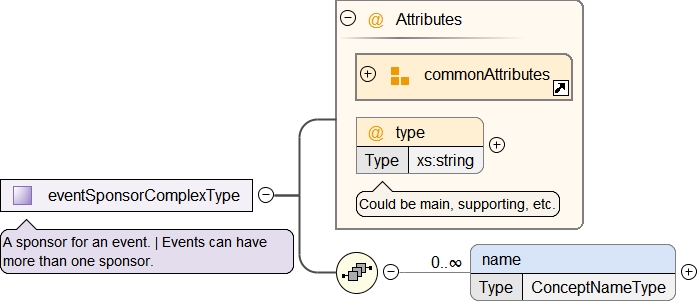 @ Attributes
commonAttributes
@ type
Type xs:string
Could be main, supporting, etc.
eventSponsorComplexType
A sponsor for an event. | Events can have
more than one sponsor.
0..∞
name
Type ConceptNameType